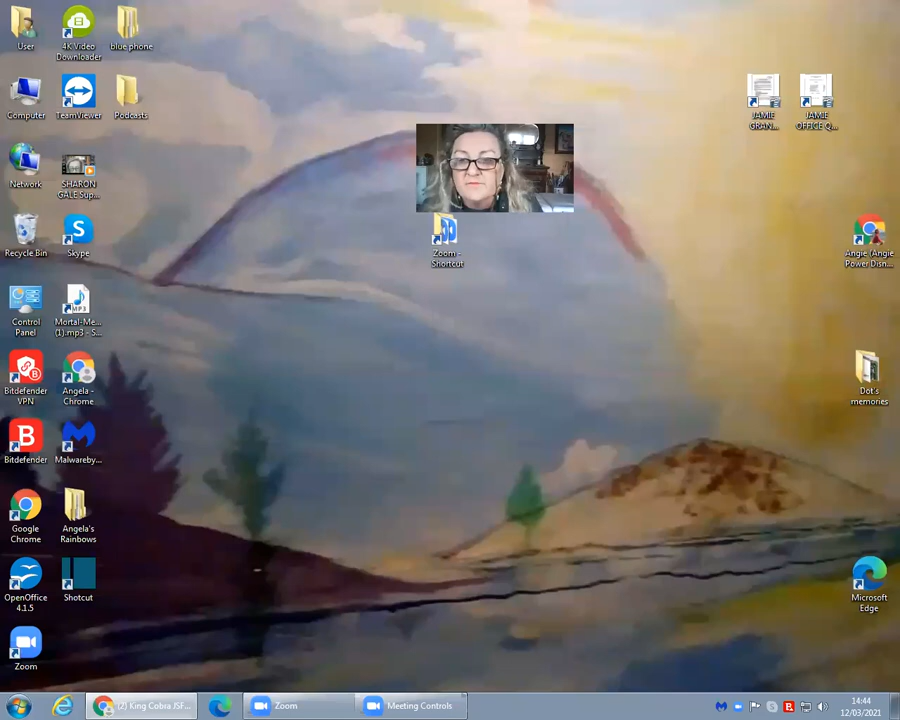 User
4K Video
Downloader
blue phone
Computer
TeamViewer
Podcasts
JAMIE
GRAN...
JAMIE
OFFICE Q...
Network
SHARON
GALE Sup...
Recycle Bin
Skype
Zoom -
Shortcut
Angie (Angie
Power Disn...
Control
Panel
MP3
Mortal-Me...
(1).mp3 - S...
Bitdefender
VPN
Angela -
Chrome
Dot's
memories
B
Bitdefender
Malwareby...
Google
Chrome
Angela's
Rainbows
OpenOffice
4.1.5
Shotcut
Microsoft
Edge
Zoom
(2) King Cobra JSF...
Zoom
Meeting Controls
14:44
12/03/2021